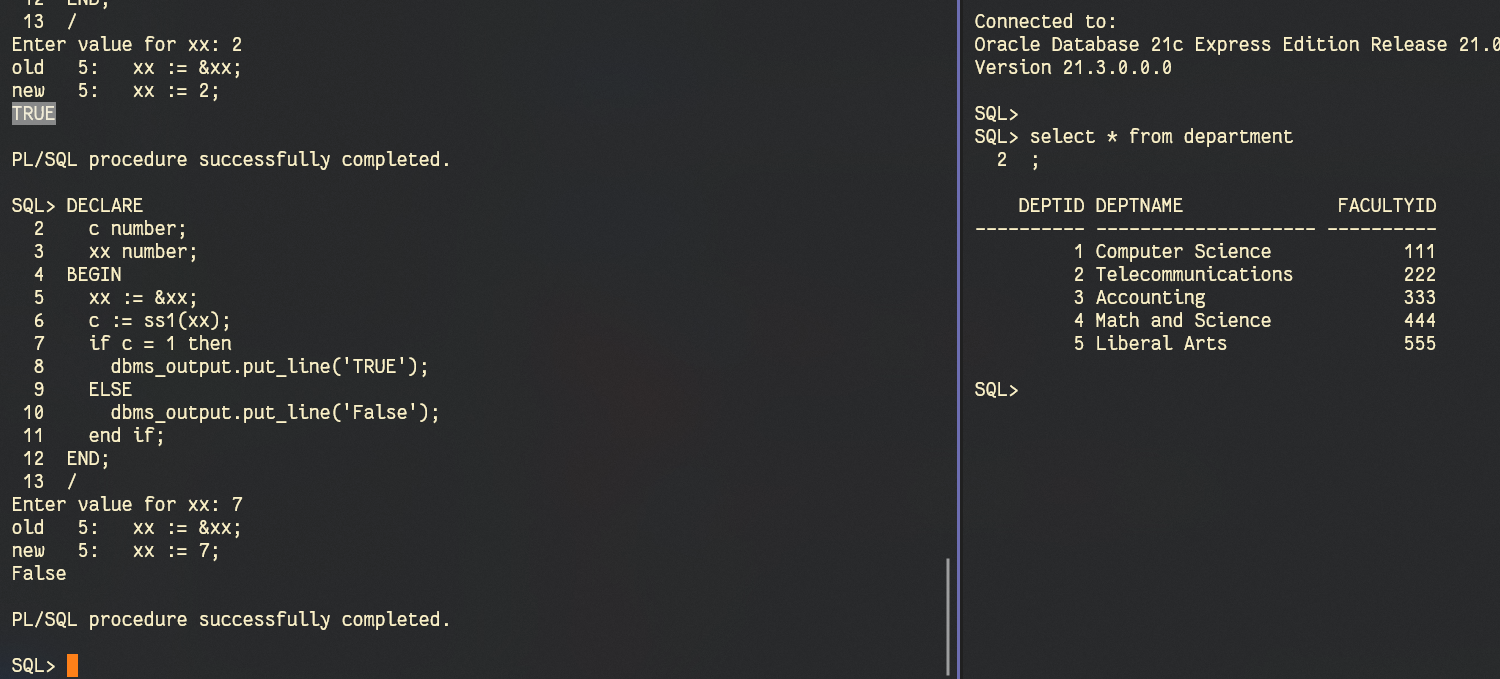 12 END;
13 /
Enter value for xx: 2
old 5: xx := &xx;
new 5: xx := 2;
TRUE
PL/SQL procedure successfully completed.
SQL> DECLARE
2 c number;
3 xx number;
4 BEGIN
5 xx := &xx;
6 c := ss1(xx);
7 if c = 1 then
8 dbms_output.put_line('TRUE');
9 ELSE
10 dbms_output.put_line('False');
11 end if;
12 END;
13 /
Enter value for xx: 7
old 5: xx := &xx;
new 5: xx := 7;
False
PL/SQL procedure successfully completed.
SQL>
Connected to:
Oracle Database 21c Express Edition Release 21.0
Version 21.3.0.0.0
SQL>
SQL> select * from department
2 ;
DEPTID DEPTNAME FACULTYID
---------- -------------------- ----------
1 Computer Science 111
2 Telecommunications 222
3 Accounting 333
4 Math and Science 444
5 Liberal Arts 555
SQL>